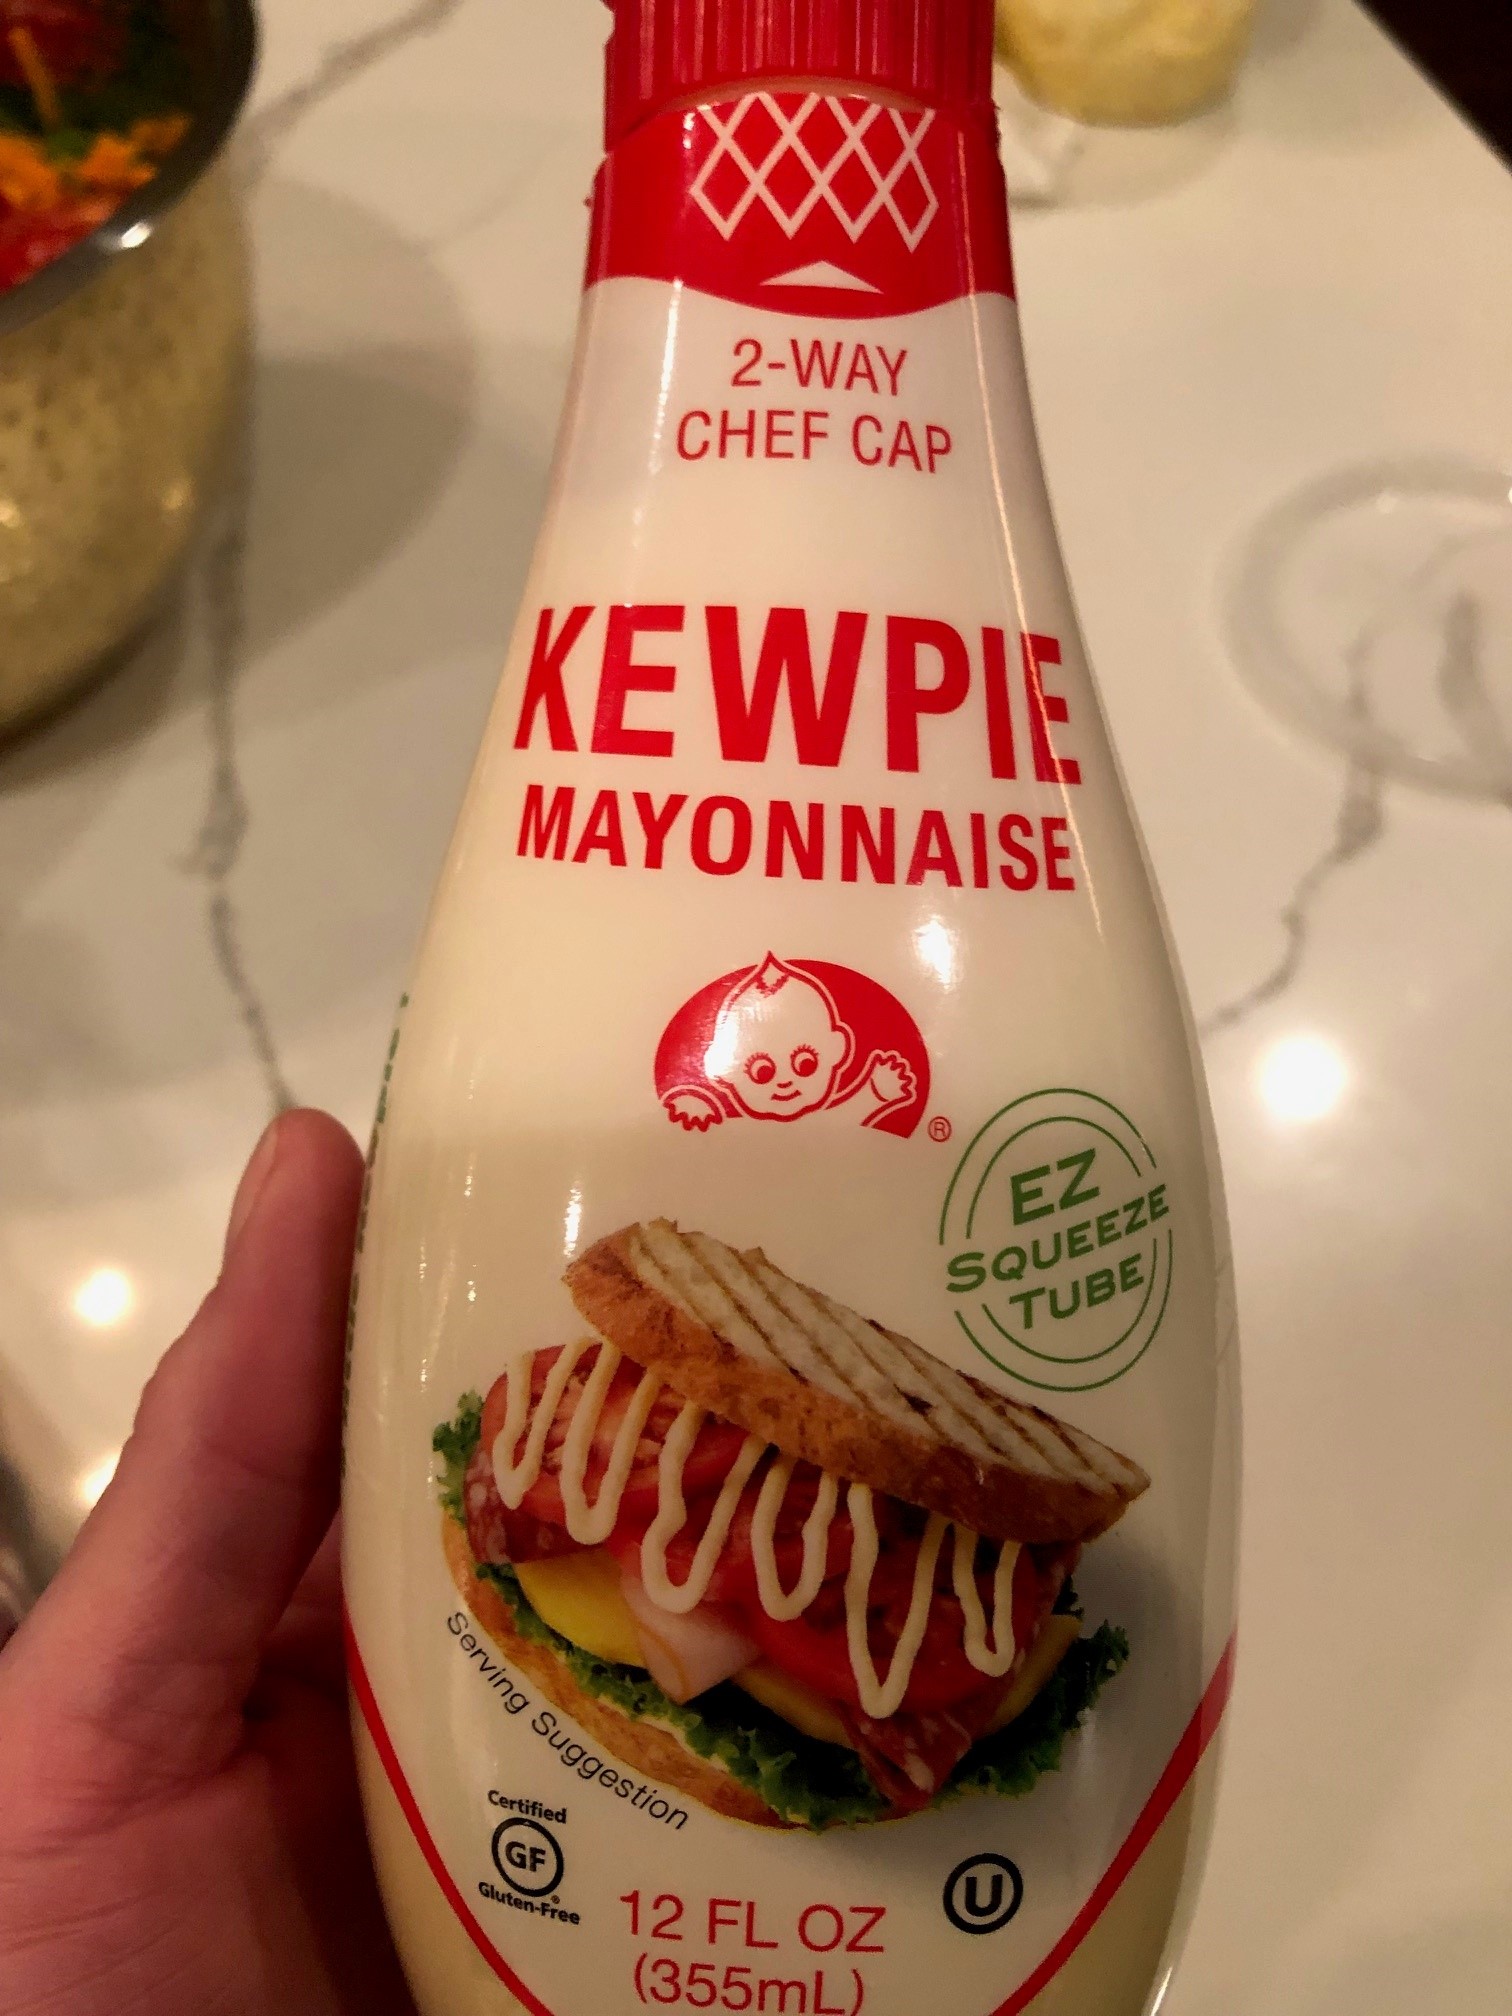 2-WAY
CHEF CAP
KEWPIE
MAYONNAISE
®
EZ
SQUEEZE
TUBE
Serving Suggestion
Certified
GF
Gluten-Free
U
12 FL OZ
(355mL)